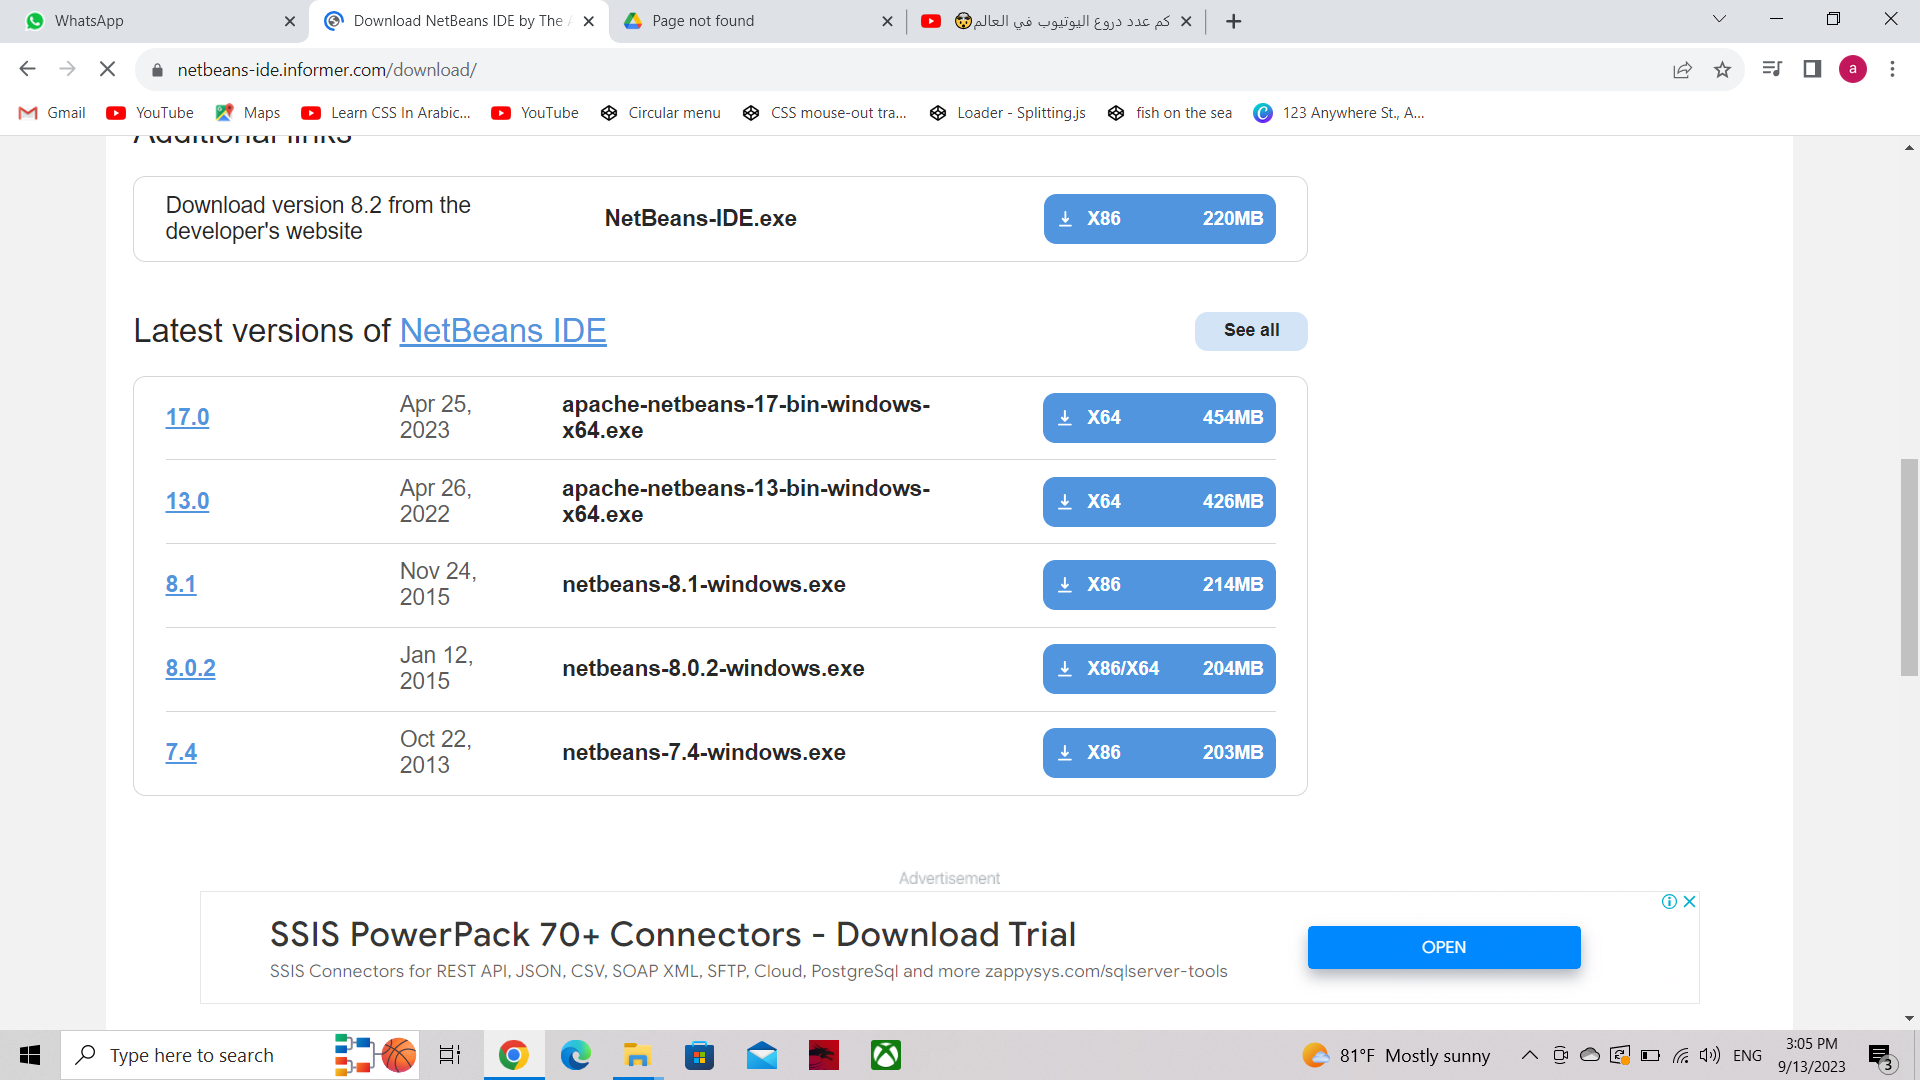 WhatsApp
Download NetBeans IDE by The
Page not found
كم عدد دروع اليوتيوب في العالم
netbeans-ide.informer.com/download/
a
Gmail
YouTube
Maps
Learn CSS In Arabic...
YouTube
Circular menu
CSS mouse-out tra...
Loader - Splitting.js
fish on the sea
123 Anywhere St., A...
Additional links
Download version 8.2 from the
developer's website
NetBeans-IDE.exe
X86 220MB
Latest versions of NetBeans IDE
See all
17.0
Apr 25,
2023
apache-netbeans-17-bin-windows-
x64.exe
X64 454MB
13.0
Apr 26,
2022
apache-netbeans-13-bin-windows-
x64.exe
X64 426MB
8.1
Nov 24,
2015
netbeans-8.1-windows.exe
X86 214MB
8.0.2
Jan 12,
2015
netbeans-8.0.2-windows.exe
X86/X64 204MB
7.4
Oct 22,
2013
netbeans-7.4-windows.exe
X86 203MB
Advertisement
SSIS PowerPack 70+ Connectors - Download Trial
SSIS Connectors for REST API, JSON, CSV, SOAP XML, SFTP, Cloud, PostgreSql and more zappysys.com/sqlserver-tools
OPEN
Type here to search
81°F Mostly sunny
ENG
3:05 PM
9/13/2023
3